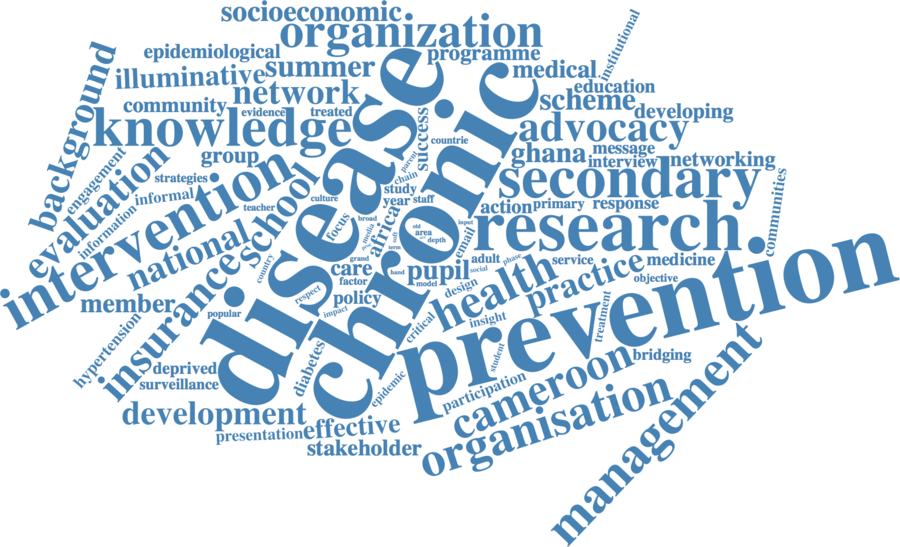 socioeconomic
organization
epidemiological
programme
institutional
illuminative
summer
medical
background
network
education
community
evidence
treated
scheme
developing
knowledge
disease
chronic
success
countrie
advocacy
group
ghana
message
interview
networking
engagement
strategies
parent
chain
secondary
evaluation
informal
intervention
school
culture
study
year
staff
action
primary
response
communities
information
teacher
focus
broad
africa
media
old
area
depth
input
research
national
insurance
country
grand
term
soft
email
adult
social
phase
service
practice
medicine
care
factor
hand
pupil
model
health
objective
member
respect
policy
impact
design
popular
critical
insight
treatment
prevention
hypertension
diabetes
student
cameroon
bridging
deprived
surveillance
epidemic
participation
management
development
presentation
effective
organisation
stakeholder